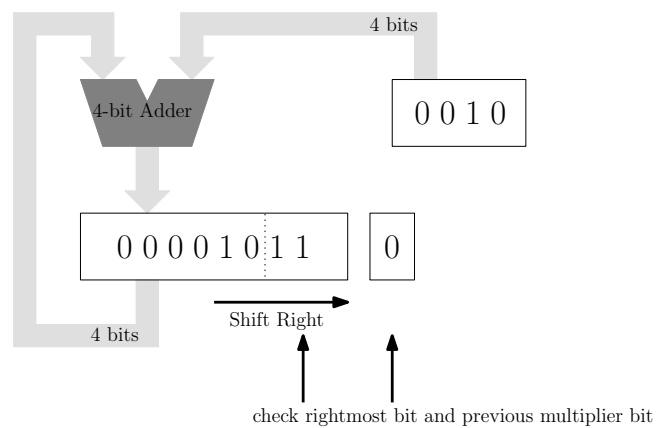 4 bits
4-bit Adder
0 0 1 0
0 0 0 0 1 0 1 1
0
Shift Right
4 bits
check rightmost bit and previous multiplier bit